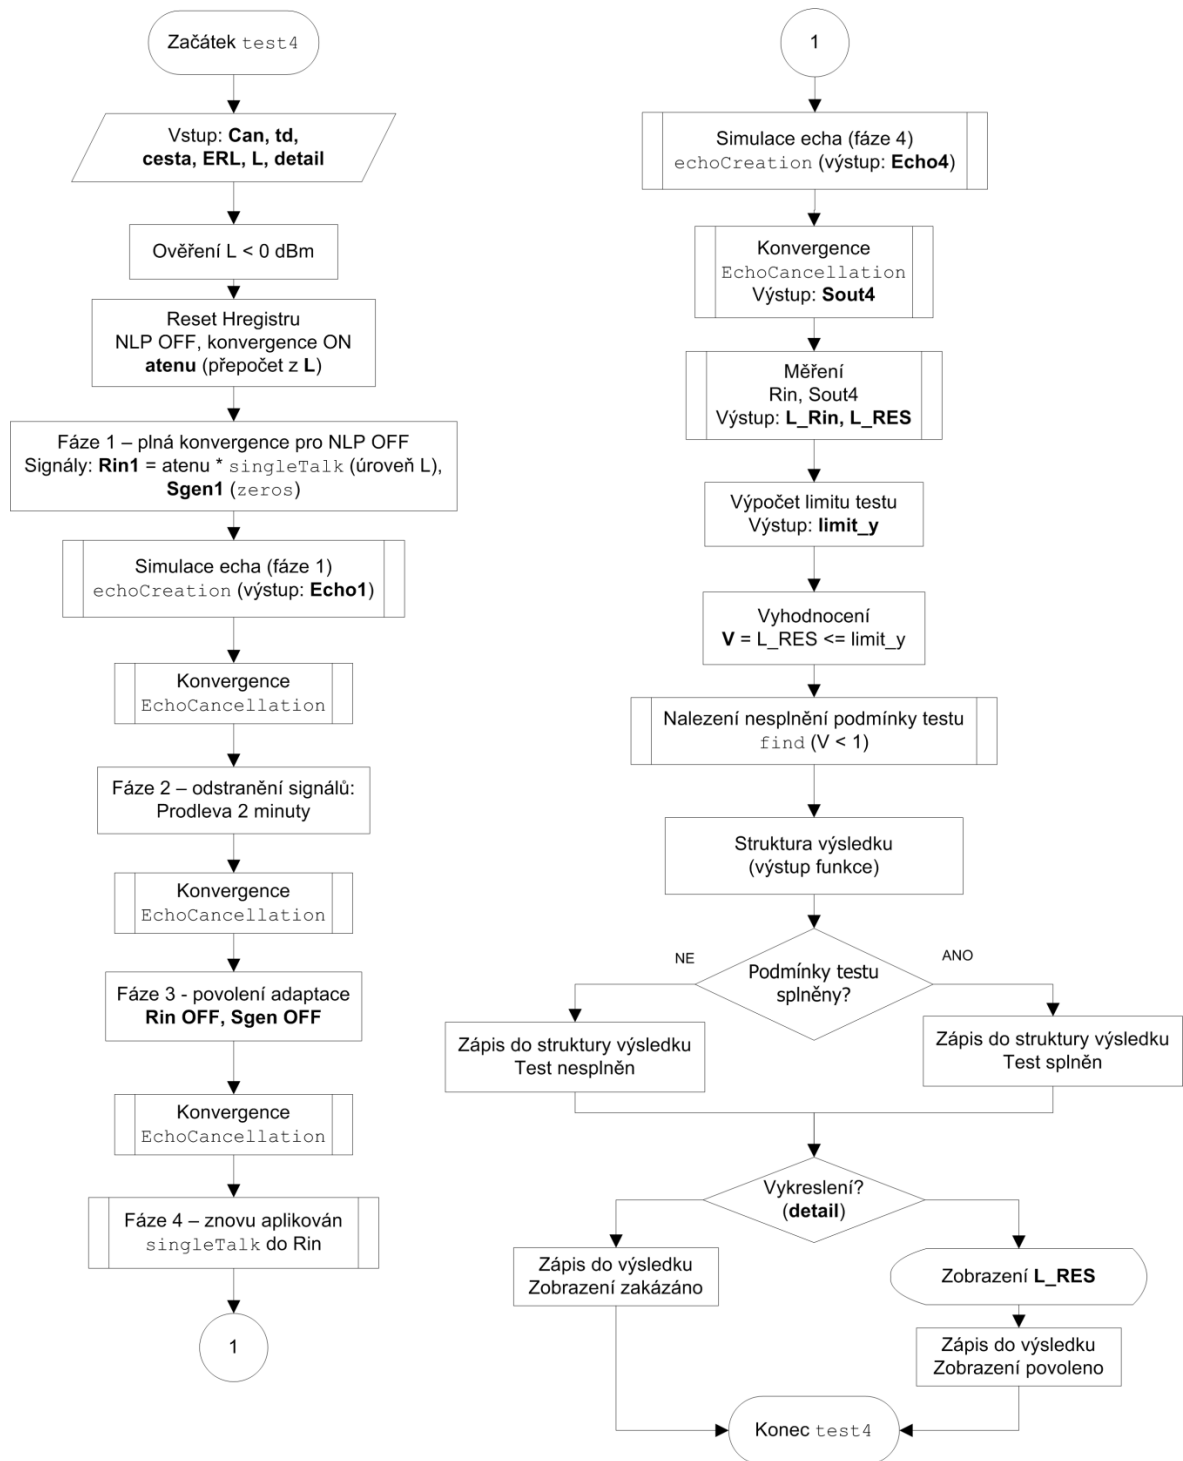 Začátek test4
Vstup: Can, td,
cesta, ERL, L, detail
Ověření L < 0 dBm
Reset Hregistru
NLP OFF, konvergence ON
atenu (přepočet z L)
Fáze 1 – plná konvergence pro NLP OFF
Signály: Rin1 = atenu * singleTalk (úroveň L),
Sgen1 (zeros)
Simulace echa (fáze 1)
echoCreation (výstup: Echo1)
Konvergence
EchoCancellation
Fáze 2 – odstranění signálů:
Prodleva 2 minuty
Konvergence
EchoCancellation
Fáze 3 - povolení adaptace
Rin OFF, Sgen OFF
Konvergence
EchoCancellation
Fáze 4 – znovu aplikován
singleTalk do Rin
1
1
Simulace echa (fáze 4)
echoCreation (výstup: Echo4)
Konvergence
EchoCancellation
Výstup: Sout4
Měření
Rin, Sout4
Výstup: L_Rin, L_RES
Výpočet limitu testu
Výstup: limit_y
Vyhodnocení
V = L_RES <= limit_y
Nalezení nesplnění podmínky testu
find (V < 1)
Struktura výsledku
(výstup funkce)
NE
ANO
Podmínky testu
splněny?
Zápis do struktury výsledku
Test nesplněn
Zápis do struktury výsledku
Test splněn
Vykreslení?
(detail)
Zápis do výsledku
Zobrazení zakázáno
Zobrazení L_RES
Zápis do výsledku
Zobrazení povoleno
Konec test4